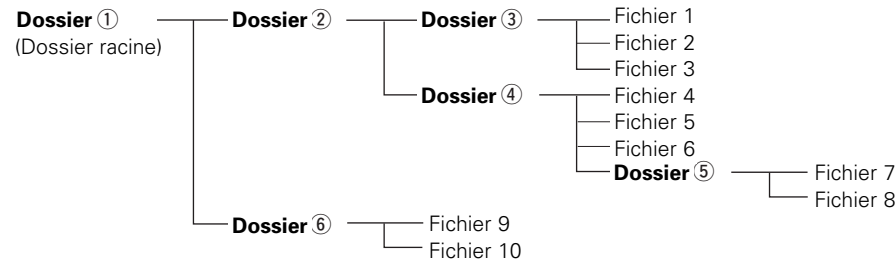 Dossier ① Dossier ② Dossier ③ Fichier 1
(Dossier racine) Fichier 2
Fichier 3
Dossier ④ Fichier 4
Fichier 5
Fichier 6
Dossier ⑤ Fichier 7
Fichier 8
Dossier ⑥ Fichier 9
Fichier 10